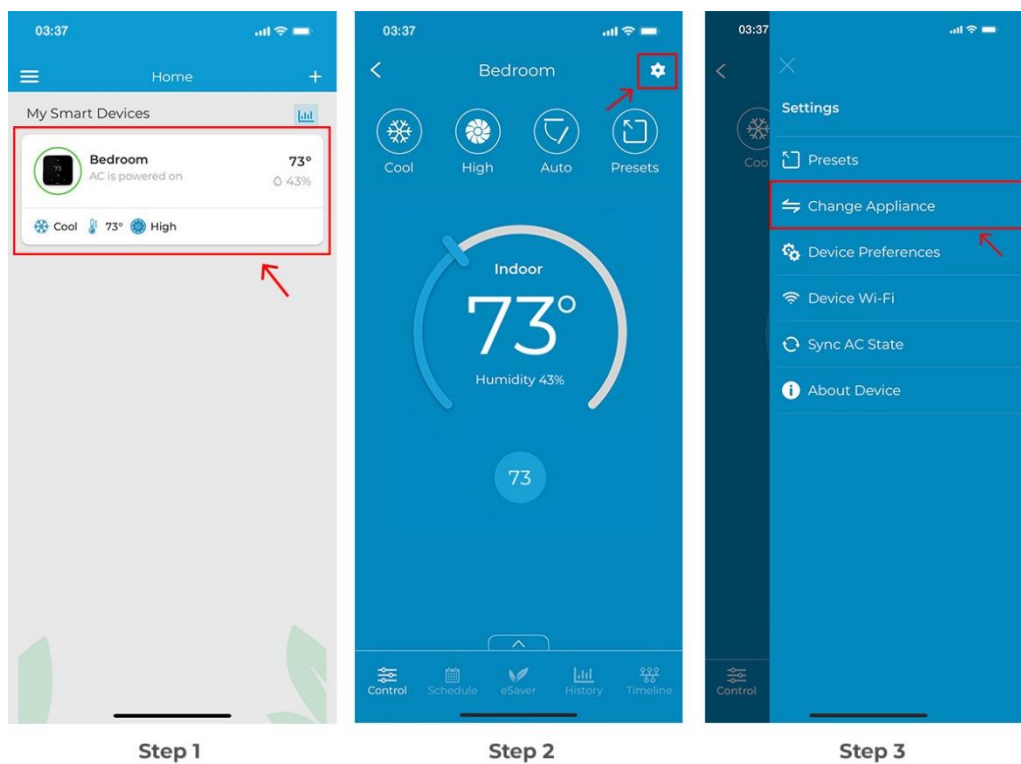 03:37
Home
My Smart Devices
73
Bedroom
73°
AC is powered on
43%
Cool 73° High
Step 1
03:37
Bedroom
Cool High Auto Presets
Indoor
73°
Humidity 43%
73
Control Schedule eSaver History Timeline
Step 2
03:37
Coo
Control
Settings
Presets
Change Appliance
Device Preferences
Device Wi-Fi
Sync AC State
About Device
Step 3